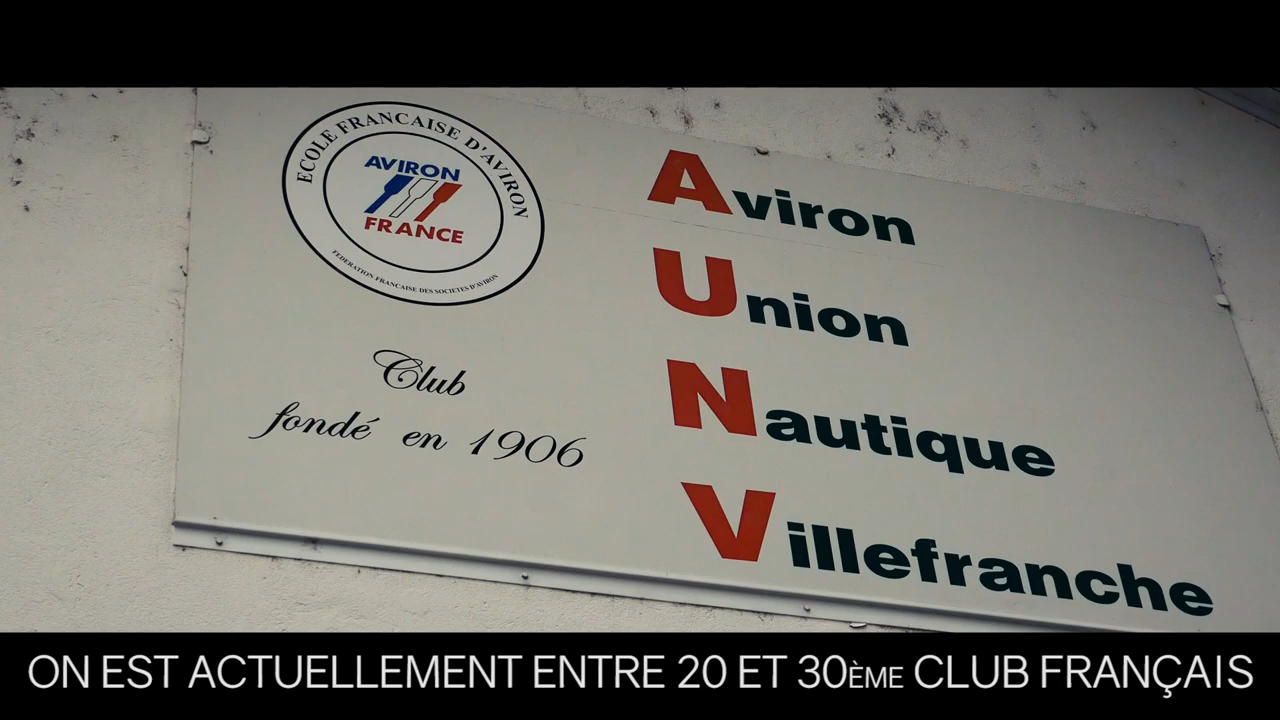 ECOLE FRANCAISE D'AVIRON
AVIRON
FRANCE
FEDERATION FRANCAISE DES SOCIETES D'AVIRON
Club
fondé en 1906
Aviron
Union
Nautique
Villefranche
ON EST ACTUELLEMENT ENTRE 20 ET 30ÈME CLUB FRANÇAIS